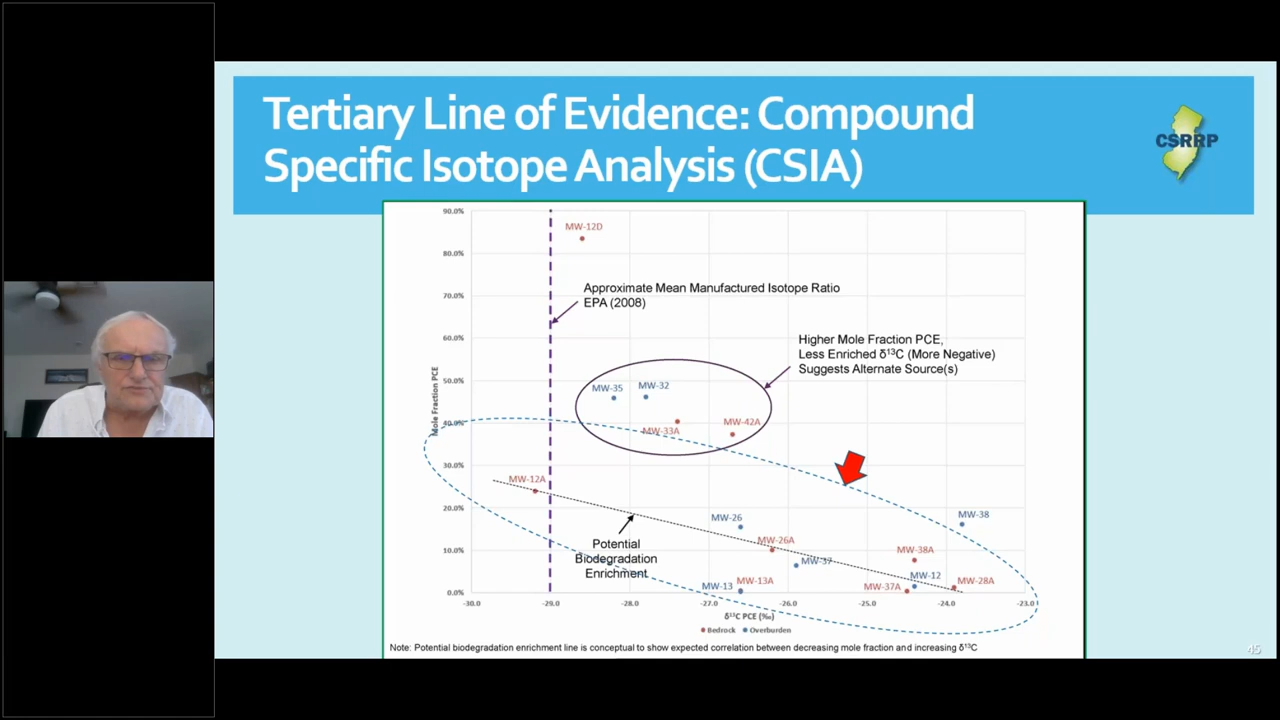 Tertiary Line of Evidence: Compound
Specific Isotope Analysis (CSIA)
CSRRP
90.0%
80.0%
70.0%
60.0%
50.0%
40.0%
30.0%
20.0%
10.0%
0.0%
Mole Fraction PCE
MW-12D
Approximate Mean Manufactured Isotope Ratio
EPA (2008)
Higher Mole Fraction PCE,
Less Enriched δ¹³C (More Negative)
Suggests Alternate Source(s)
MW-35
MW-32
MW-33A
MW-42A
MW-12A
MW-26
MW-38
MW-26A
MW-38A
MW-37
Potential
Biodegradation
Enrichment
MW-13
MW-13A
MW-37A
MW-12
MW-28A
-30.0
-29.0
-28.0
-27.0
-26.0
-25.0
-24.0
-23.0
δ¹³C PCE (‰)
Bedrock
Overburden
Note: Potential biodegradation enrichment line is conceptual to show expected correlation between decreasing mole fraction and increasing δ¹³C
45